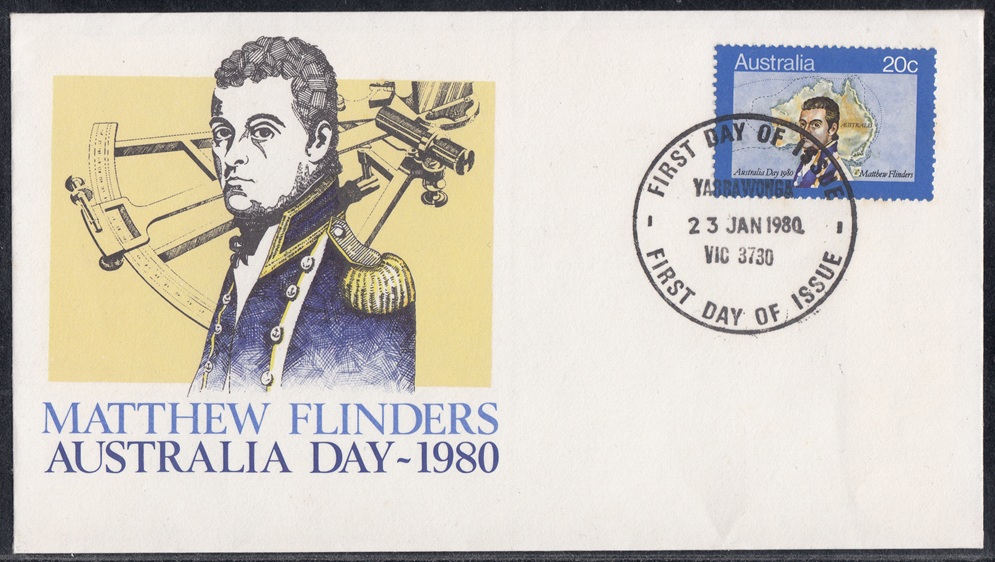 MATTHEW FLINDERS
AUSTRALIA DAY~1980
Australia 20c
AUSTRALIA
Australia Day 1980 Matthew Flinders
FIRST DAY OF ISSUE
YARRAWONGA
23 JAN 1980
VIC 3730
FIRST DAY OF ISSUE